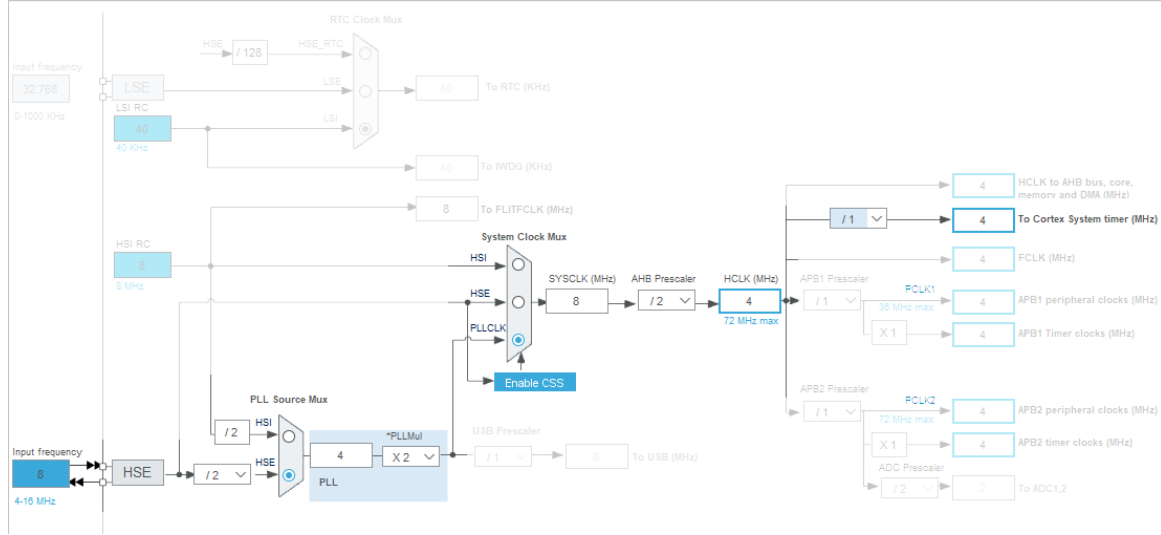 RTC Clock Mux
HSE
/ 128
HSE_RTC
Input frequency
32.768
0-1000 KHz
LSE
LSE
40
To RTC (KHz)
LSI RC
40
40 KHz
LSI
40
To IWDG (KHz)
8
To FLITFCLK (MHz)
HSI RC
8
8 MHz
System Clock Mux
HSI
HSE
PLLCLK
SYSCLK (MHz)
8
AHB Prescaler
/ 2
HCLK (MHz)
4
72 MHz max
Enable CSS
4
HCLK to AHB bus, core,
memory and DMA (MHz)
/ 1
4
To Cortex System timer (MHz)
4
FCLK (MHz)
APB1 Prescaler
/ 1
PCLK1
36 MHz max
4
APB1 peripheral clocks (MHz)
X 1
4
APB1 Timer clocks (MHz)
APB2 Prescaler
/ 1
PCLK2
72 MHz max
4
APB2 peripheral clocks (MHz)
X 1
4
APB2 timer clocks (MHz)
ADC Prescaler
/ 2
2
To ADC1,2
PLL Source Mux
/ 2
HSI
Input frequency
8
4-16 MHz
HSE
/ 2
HSE
4
*PLLMul
X 2
PLL
USB Prescaler
/ 1
8
To USB (MHz)